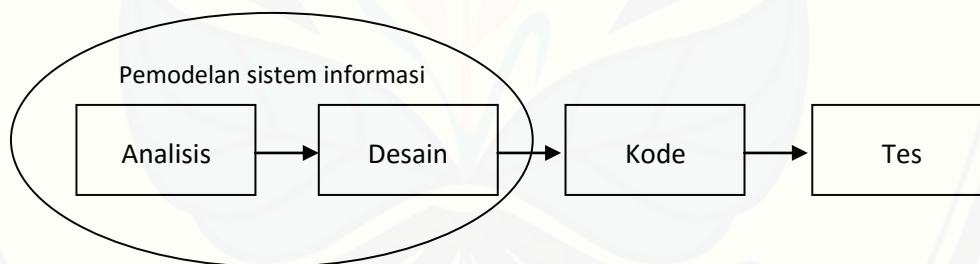 Pemodelan sistem informasi
Analisis
Desain
Kode
Tes